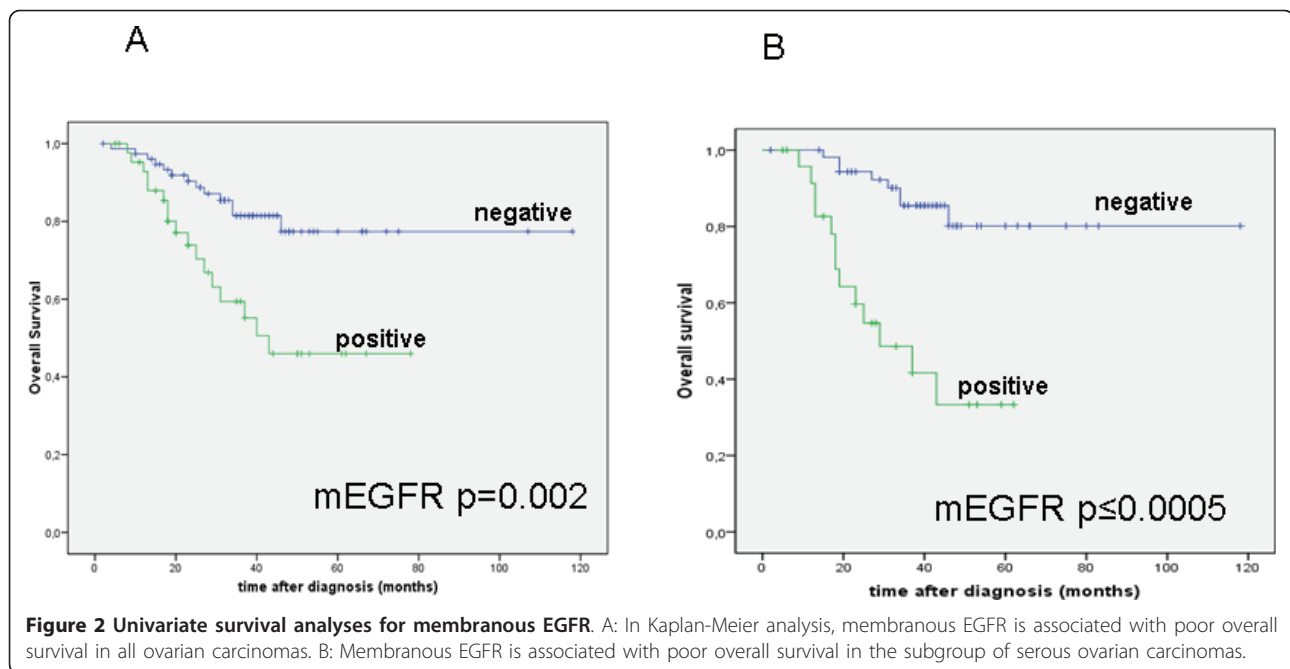 A
Overall Survival
1,0
0,8
0,6
0,4
0,2
0,0
negative
positive
mEGFR p=0.002
0 20 40 60 80 100 120
time after diagnosis (months)
B
Overall survival
1,0
0,8
0,6
0,4
0,2
0,0
negative
positive
mEGFR p≤0.0005
0 20 40 60 80 100 120
time after diagnosis (months)
Figure 2 Univariate survival analyses for membranous EGFR. A: In Kaplan-Meier analysis, membranous EGFR is associated with poor overall
survival in all ovarian carcinomas. B: Membranous EGFR is associated with poor overall survival in the subgroup of serous ovarian carcinomas.